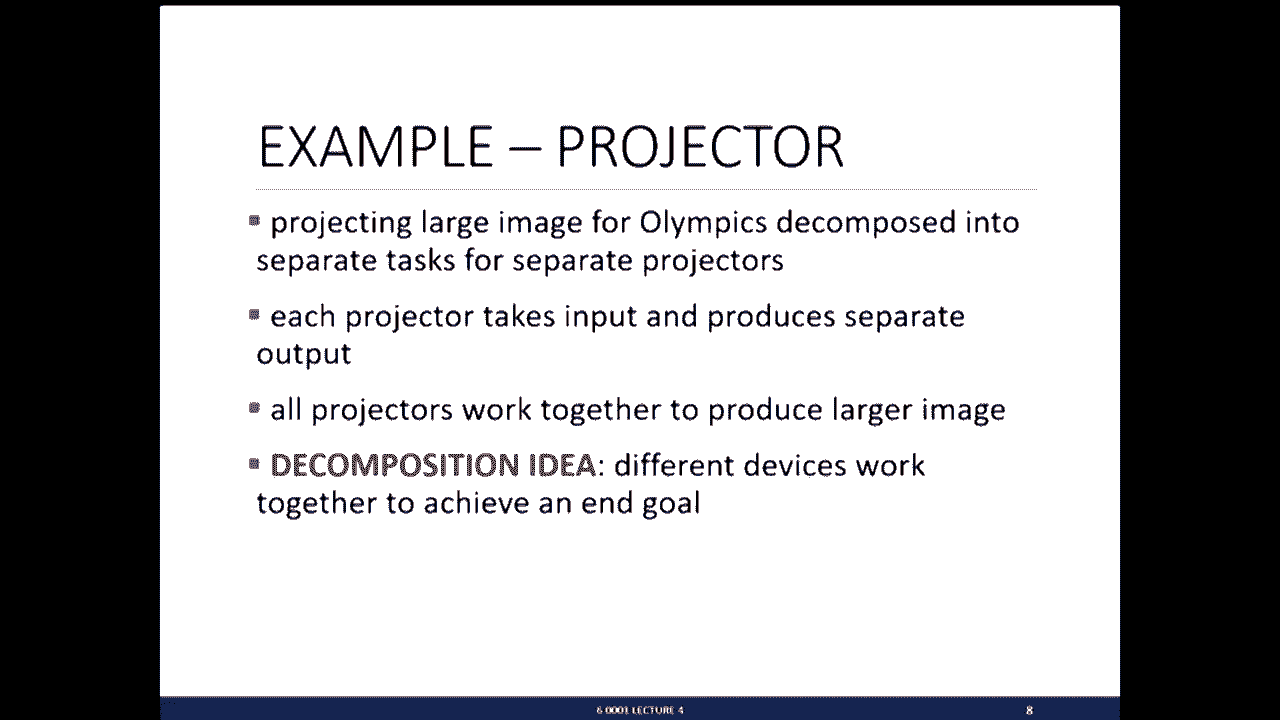 EXAMPLE – PROJECTOR
▪ projecting large image for Olympics decomposed into
separate tasks for separate projectors
▪ each projector takes input and produces separate
output
▪ all projectors work together to produce larger image
▪ DECOMPOSITION IDEA: different devices work
together to achieve an end goal
6.0001 LECTURE 4
8